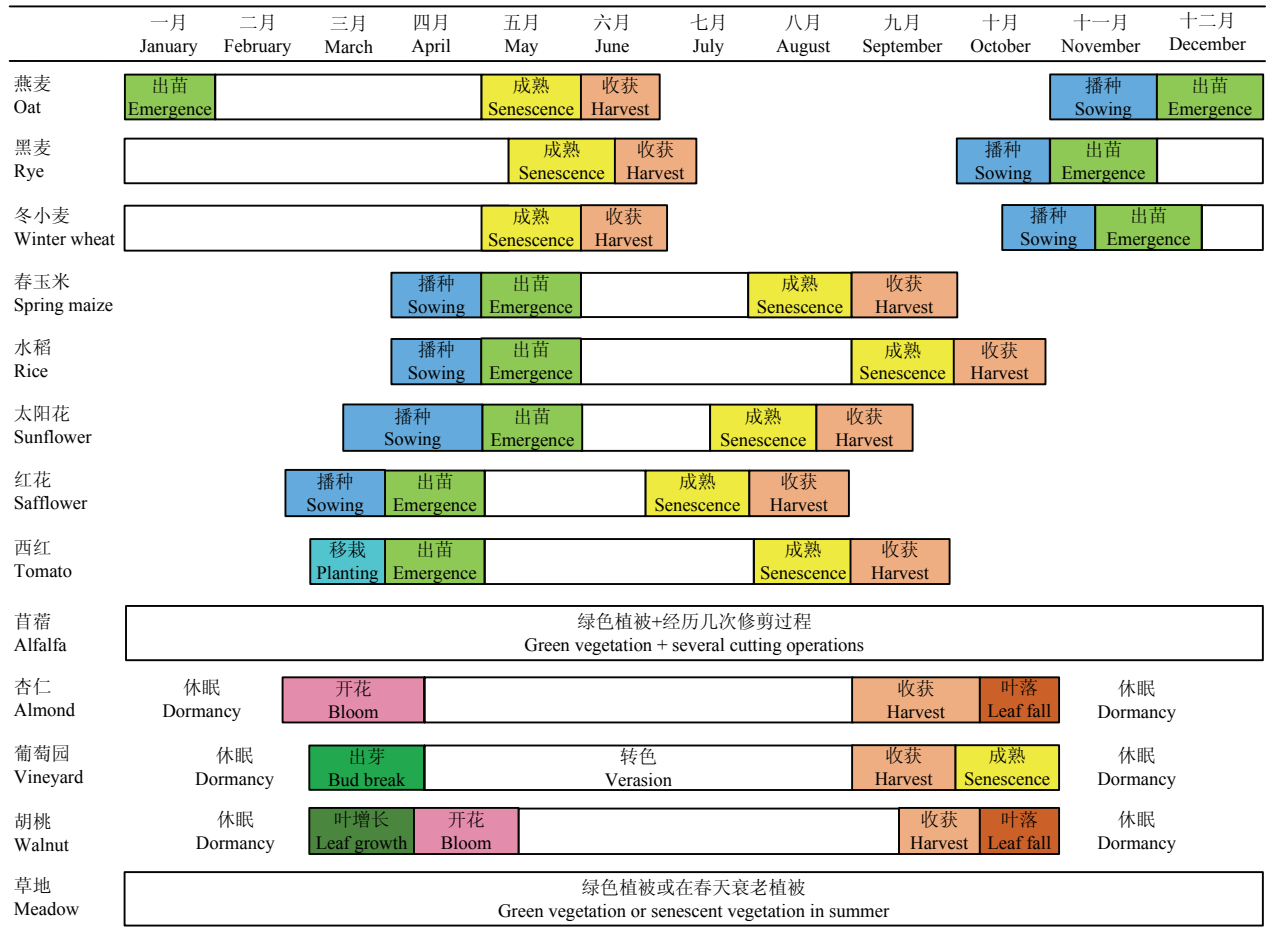 一月 二月 三月 四月 五月 六月 七月 八月 九月 十月 十一月 十二月
January February March April May June July August September October November December
燕麦 出苗 成熟 收获 播种 出苗
Oat Emergence Senescence Harvest Sowing Emergence
黑麦 成熟 收获 播种 出苗
Rye Senescence Harvest Sowing Emergence
冬小麦 成熟 收获 播种 出苗
Winter wheat Senescence Harvest Sowing Emergence
春玉米 播种 出苗 成熟 收获
Spring maize Sowing Emergence Senescence Harvest
水稻 播种 出苗 成熟 收获
Rice Sowing Emergence Senescence Harvest
太阳花 播种 出苗 成熟 收获
Sunflower Sowing Emergence Senescence Harvest
红花 播种 出苗 成熟 收获
Safflower Sowing Emergence Senescence Harvest
西红 移栽 出苗 成熟 收获
Tomato Planting Emergence Senescence Harvest
苜蓿 绿色植被+经历几次修剪过程
Alfalfa Green vegetation + several cutting operations
杏仁 休眠 开花 收获 叶落 休眠
Almond Dormancy Bloom Harvest Leaf fall Dormancy
葡萄园 休眠 出芽 转色 收获 成熟 休眠
Vineyard Dormancy Bud break Verasion Harvest Senescence Dormancy
胡桃 休眠 叶增长 开花 收获 叶落 休眠
Walnut Dormancy Leaf growth Bloom Harvest Leaf fall Dormancy
草地 绿色植被或在春天衰老植被
Meadow Green vegetation or senescent vegetation in summer